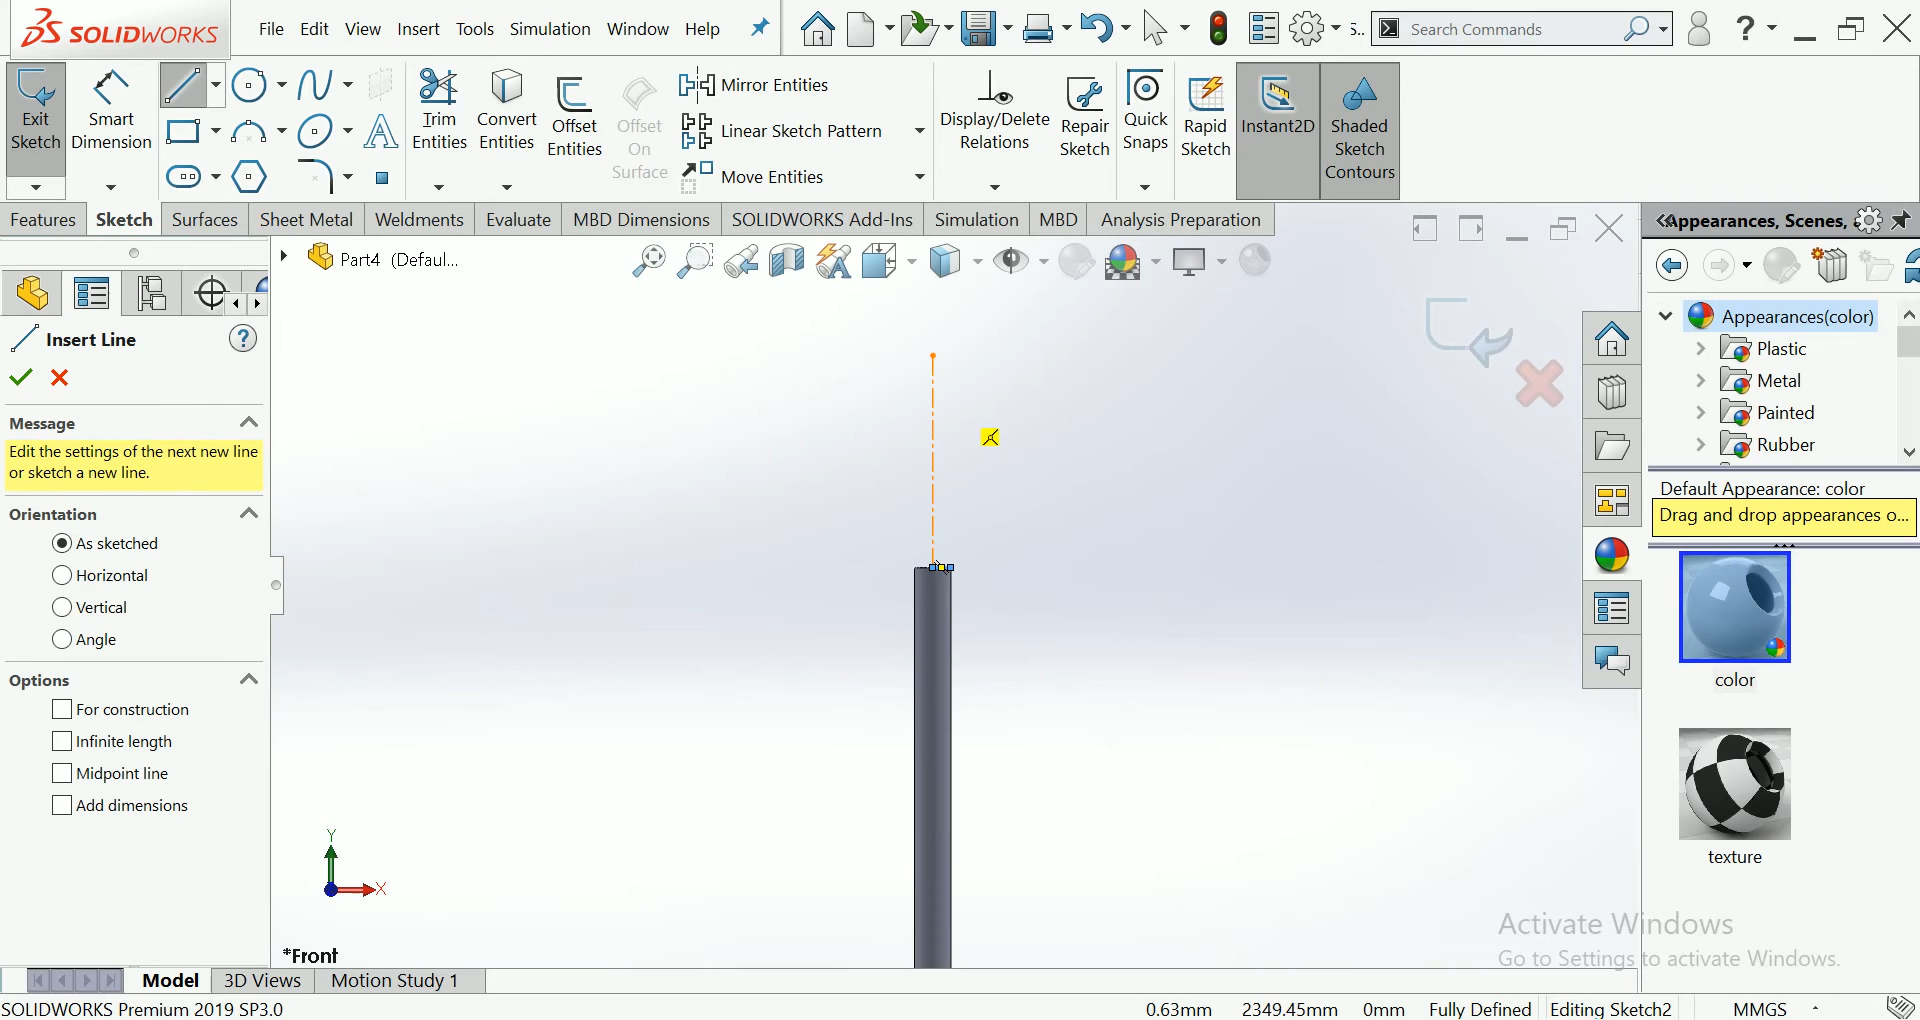 SOLIDWORKS
File Edit View Insert Tools Simulation Window Help
S..
Search Commands
Exit Sketch
Smart Dimension
Trim Entities
Convert Entities
Offset Entities
Offset On Surface
Mirror Entities
Linear Sketch Pattern
Move Entities
Display/Delete Relations
Repair Sketch
Quick Snaps
Rapid Sketch
Instant2D
Shaded Sketch Contours
Features Sketch Surfaces Sheet Metal Weldments Evaluate MBD Dimensions SOLIDWORKS Add-Ins Simulation MBD Analysis Preparation
Appearances, Scenes,
Part4 (Defaul...
Insert Line
Message
Edit the settings of the next new line
or sketch a new line.
Orientation
As sketched
Horizontal
Vertical
Angle
Options
For construction
Infinite length
Midpoint line
Add dimensions
Y
X
*Front
Appearances(color)
Plastic
Metal
Painted
Rubber
Default Appearance: color
Drag and drop appearances o...
color
texture
Activate Windows
Go to Settings to activate Windows.
Model 3D Views Motion Study 1
SOLIDWORKS Premium 2019 SP3.0
0.63mm 2349.45mm 0mm Fully Defined Editing Sketch2 MMGS